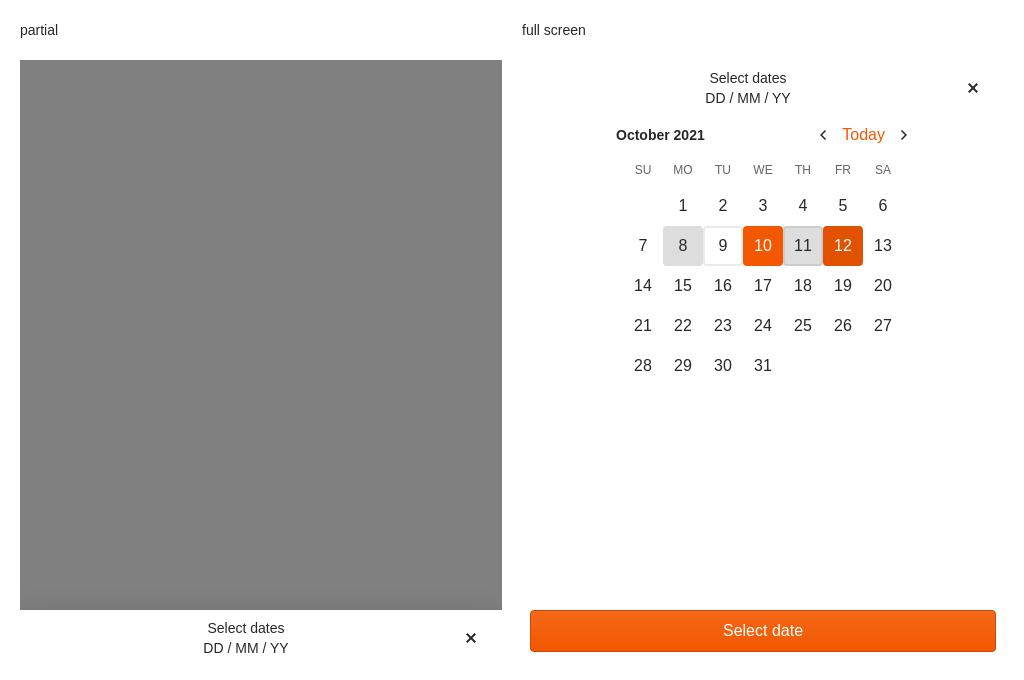 partial
Select dates
DD / MM / YY
full screen
Select dates
DD / MM / YY
October 2021
Today
SU MO TU WE TH FR SA
1 2 3 4 5 6
7 8 9 10 11 12 13
14 15 16 17 18 19 20
21 22 23 24 25 26 27
28 29 30 31
Select date